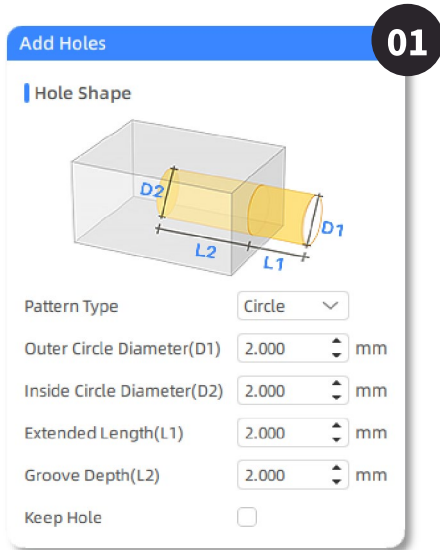 Add Holes
01
Hole Shape
D2
D1
L2
L1
Pattern Type Circle
Outer Circle Diameter(D1) 2.000 mm
Inside Circle Diameter(D2) 2.000 mm
Extended Length(L1) 2.000 mm
Groove Depth(L2) 2.000 mm
Keep Hole